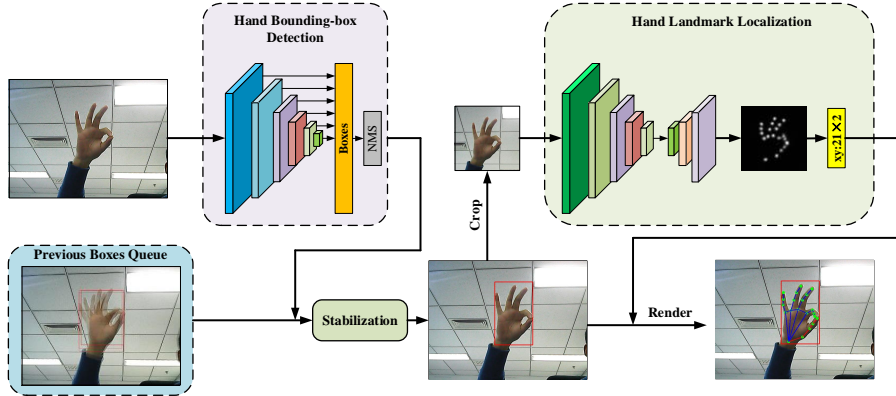 Hand Bounding-box
Detection
Boxes
NMS
Hand Landmark Localization
xy:21×2
Crop
Previous Boxes Queue
Stabilization
Render